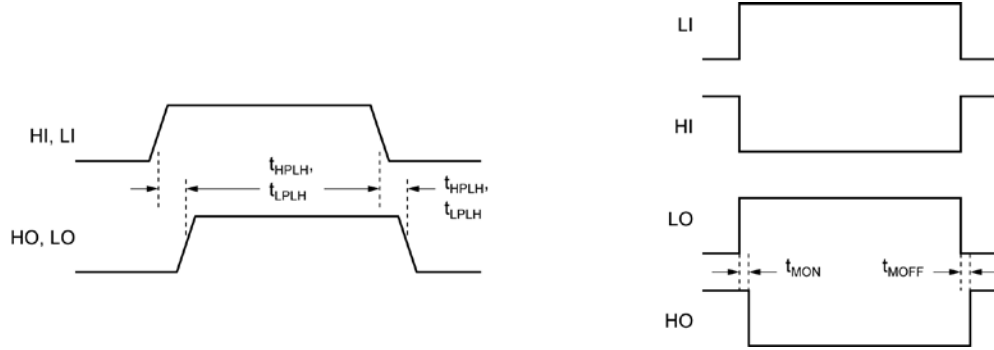 HI, LI
tHPLH,
tLPLH
tHPLH,
tLPLH
HO, LO
LI
HI
LO
tMON
tMOFF
HO